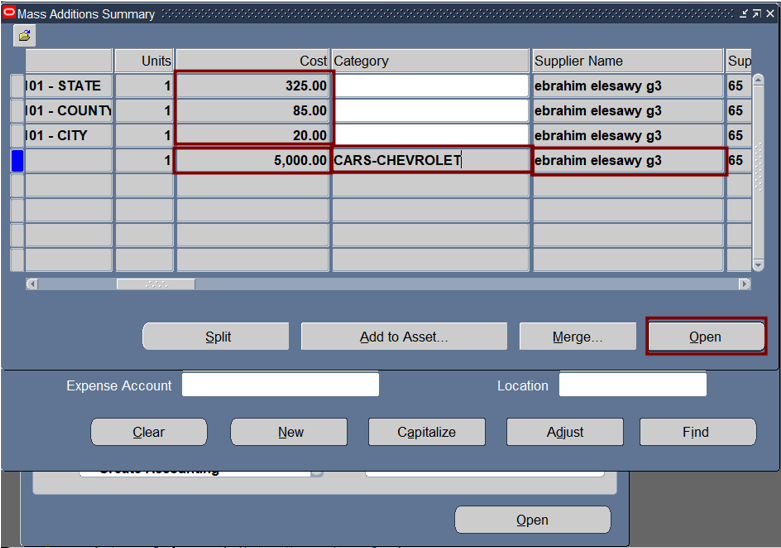 Mass Additions Summary
Units Cost Category Supplier Name Sup
I01 - STATE 1 325.00 ebrahim elesawy g3 65
I01 - COUNTY 1 85.00 ebrahim elesawy g3 65
I01 - CITY 1 20.00 ebrahim elesawy g3 65
1 5,000.00 CARS-CHEVROLET ebrahim elesawy g3 65
Split Add to Asset... Merge... Open
Expense Account Location
Clear New Capitalize Adjust Find
Create Accounting
Open